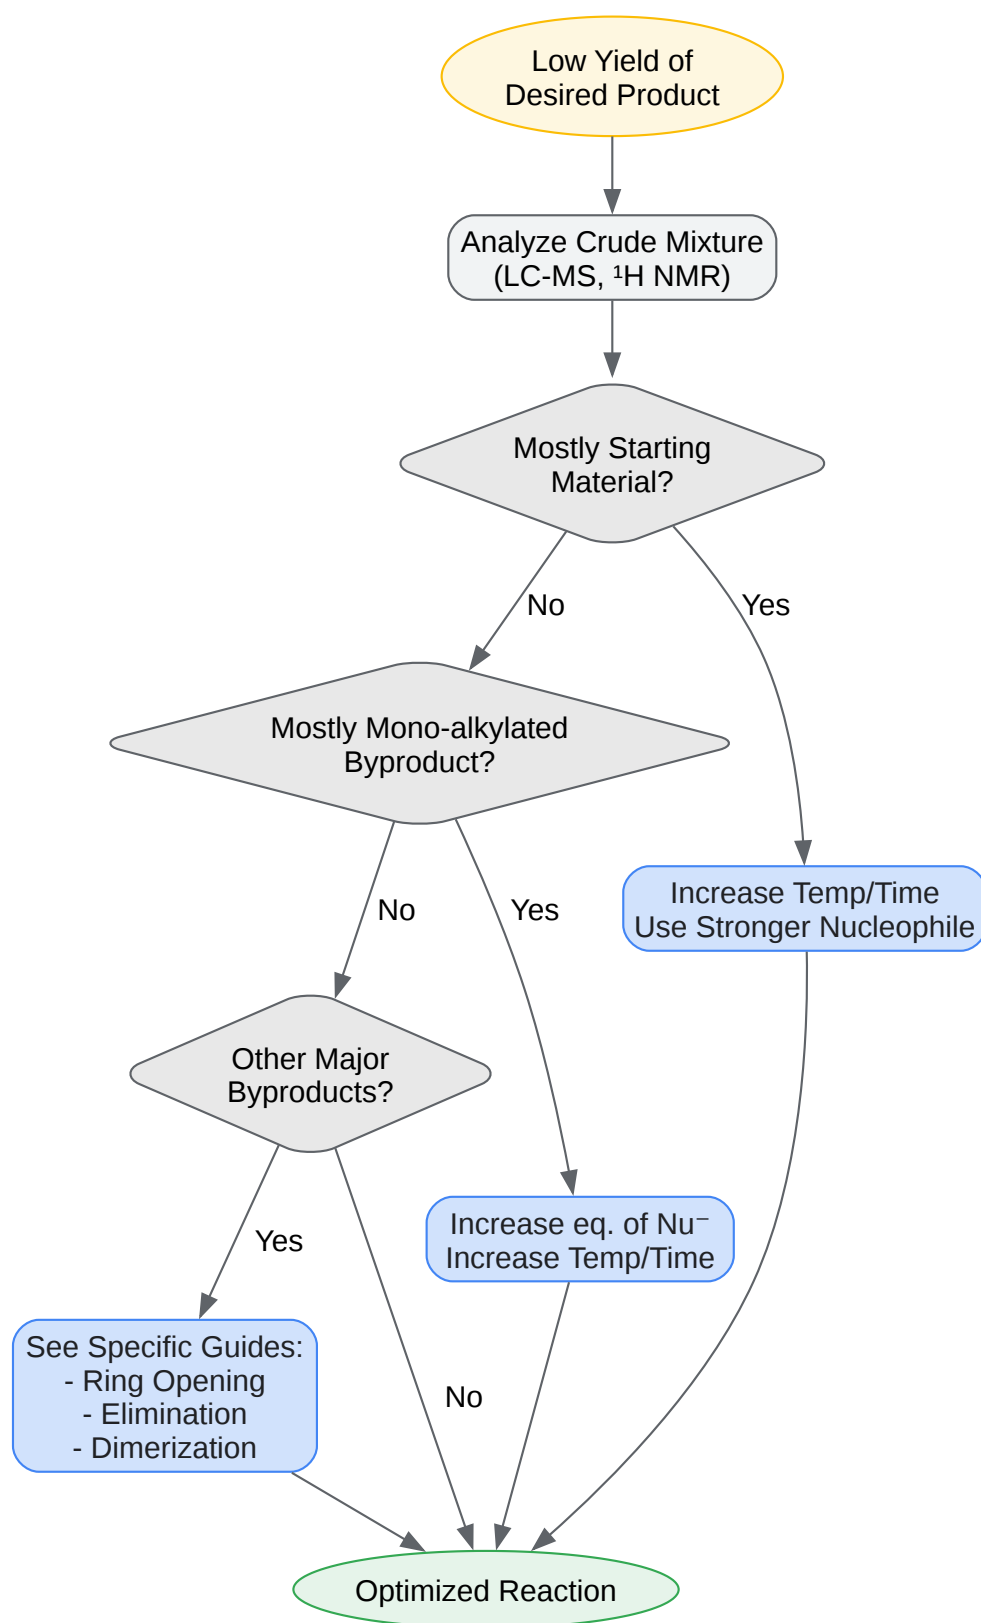 Low Yield of
Desired Product
Analyze Crude Mixture
(LC-MS, ¹H NMR)
Mostly Starting
Material?
No
Yes
Mostly Mono-alkylated
Byproduct?
Increase Temp/Time
Use Stronger Nucleophile
No
Yes
Other Major
Byproducts?
Yes
Increase eq. of Nu⁻
Increase Temp/Time
See Specific Guides:
- Ring Opening
- Elimination
- Dimerization
No
Optimized Reaction